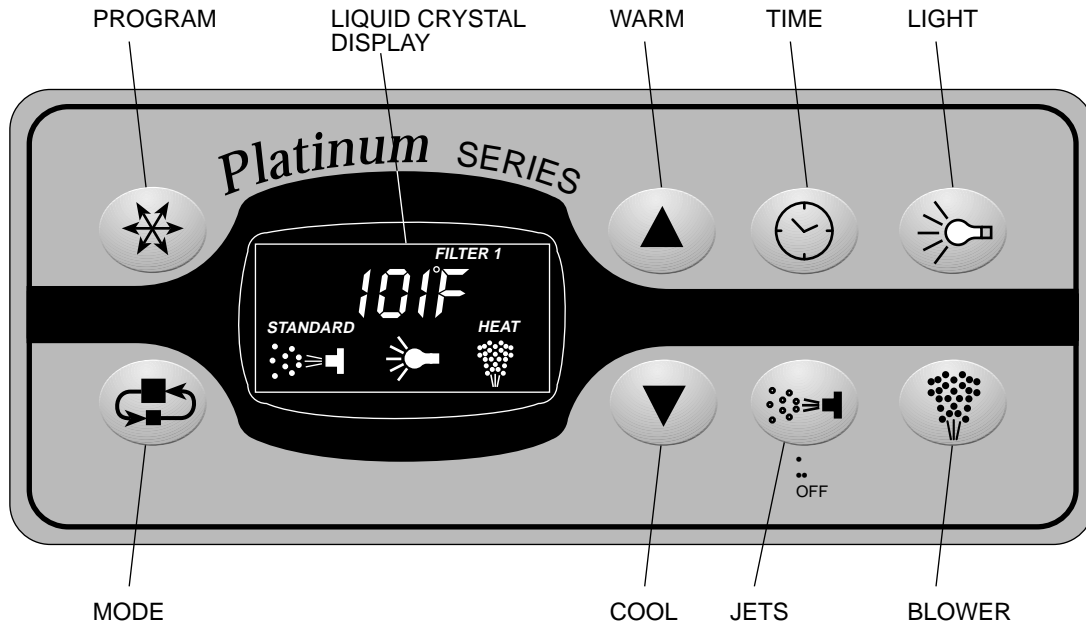 PROGRAM
LIQUID CRYSTAL
DISPLAY
WARM
TIME
LIGHT
Platinum SERIES
FILTER 1
101°F
STANDARD
HEAT
OFF
MODE
COOL
JETS
BLOWER